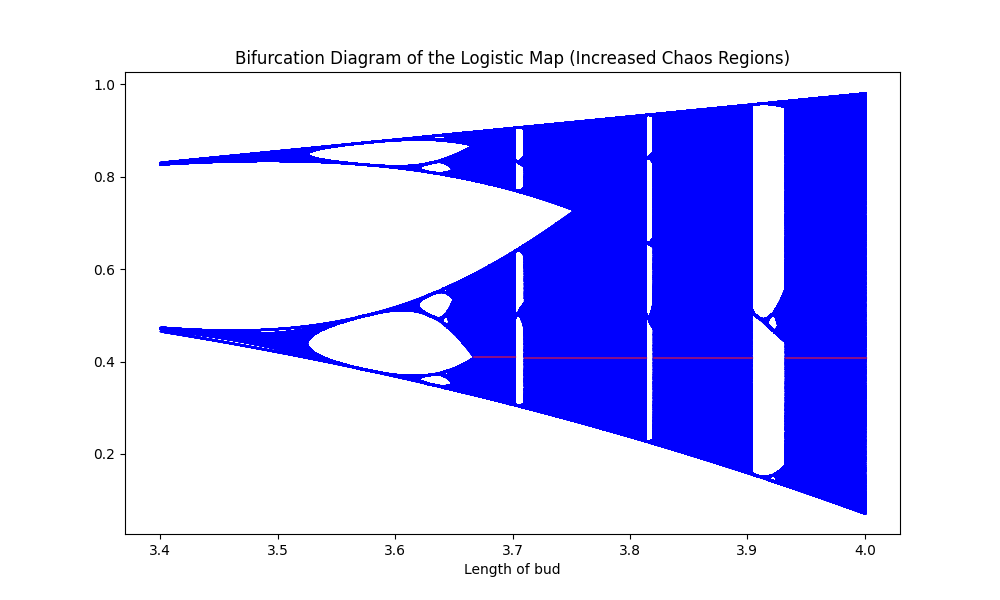 Bifurcation Diagram of the Logistic Map (Increased Chaos Regions)
1.0
0.8
0.6
0.4
0.2
3.4 3.5 3.6 3.7 3.8 3.9 4.0
Length of bud